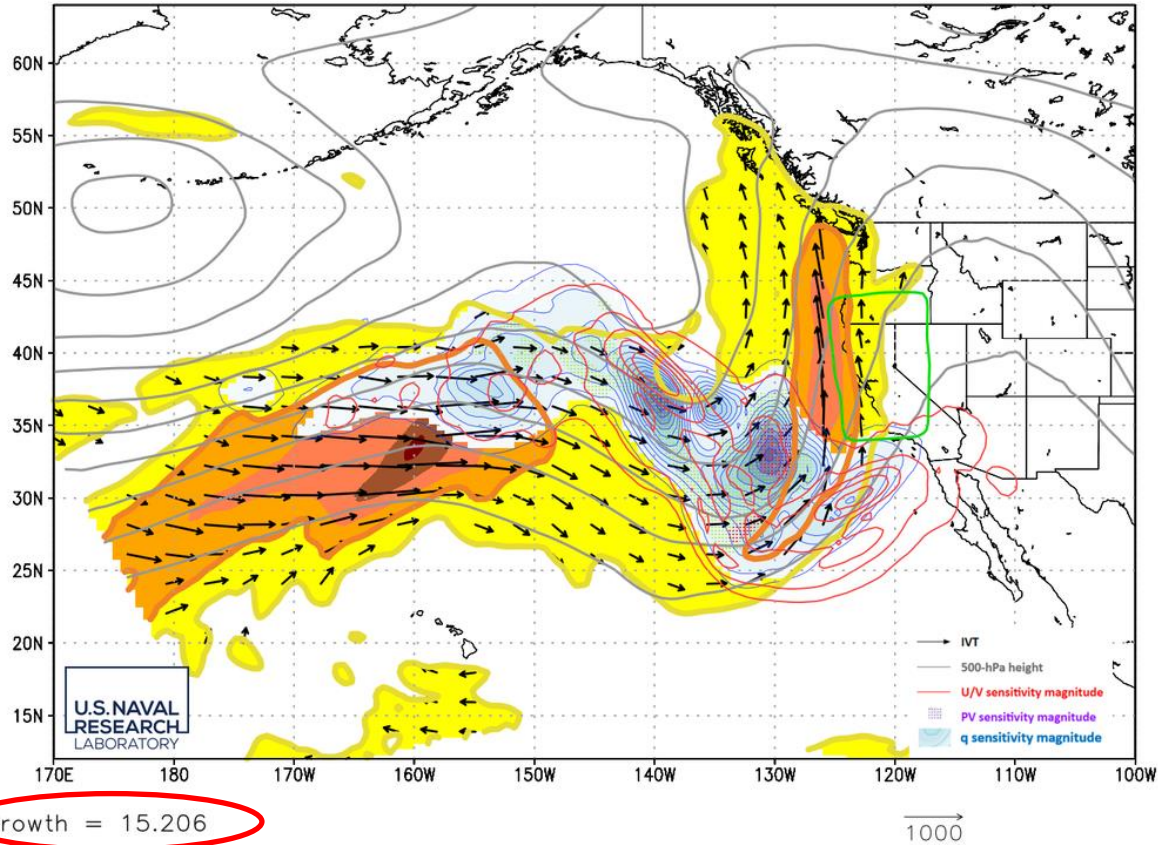 60N
55N
50N
45N
40N
35N
30N
25N
20N
15N
U.S. NAVAL
RESEARCH
LABORATORY
IVT
500-hPa height
U/V sensitivity magnitude
PV sensitivity magnitude
q sensitivity magnitude
170E 180 170W 160W 150W 140W 130W 120W 110W 100W
rowth = 15.206
1000